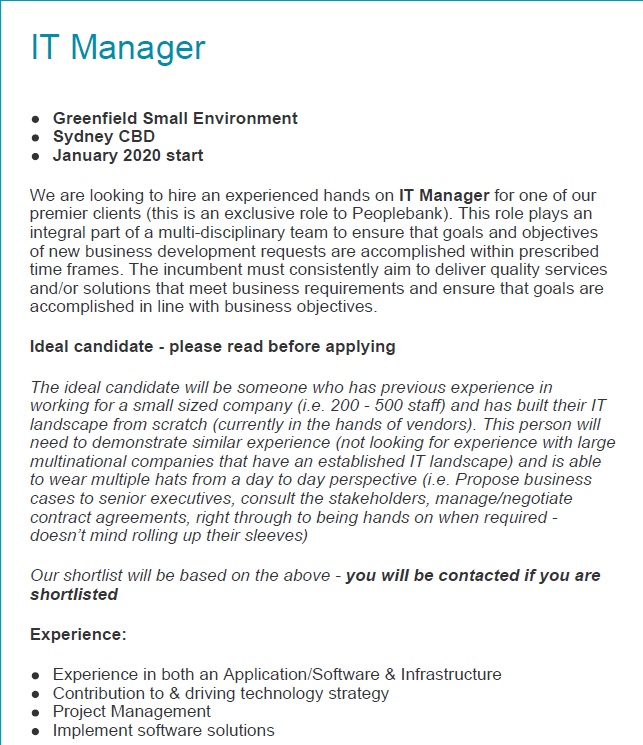 IT Manager
● Greenfield Small Environment
● Sydney CBD
● January 2020 start
We are looking to hire an experienced hands on IT Manager for one of our
premier clients (this is an exclusive role to Peoplebank). This role plays an
integral part of a multi-disciplinary team to ensure that goals and objectives
of new business development requests are accomplished within prescribed
time frames. The incumbent must consistently aim to deliver quality services
and/or solutions that meet business requirements and ensure that goals are
accomplished in line with business objectives.
Ideal candidate - please read before applying
The ideal candidate will be someone who has previous experience in
working for a small sized company (i.e. 200 - 500 staff) and has built their IT
landscape from scratch (currently in the hands of vendors). This person will
need to demonstrate similar experience (not looking for experience with large
multinational companies that have an established IT landscape) and is able
to wear multiple hats from a day to day perspective (i.e. Propose business
cases to senior executives, consult the stakeholders, manage/negotiate
contract agreements, right through to being hands on when required -
doesn't mind rolling up their sleeves)
Our shortlist will be based on the above - you will be contacted if you are
shortlisted
Experience:
● Experience in both an Application/Software & Infrastructure
● Contribution to & driving technology strategy
● Project Management
● Implement software solutions